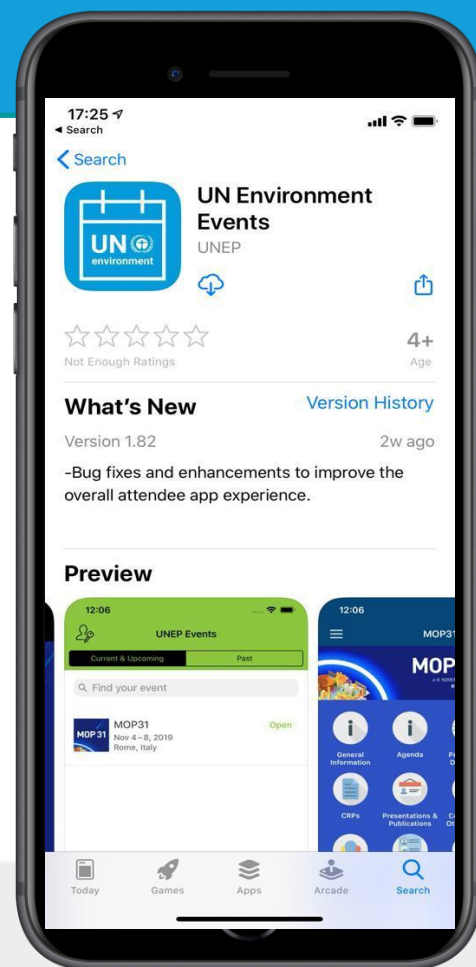 17:25
Search
Search
UN
environment
UN Environment
Events
UNEP
Not Enough Ratings
4+
Age
What's New
Version History
Version 1.82
2w ago
-Bug fixes and enhancements to improve the
overall attendee app experience.
Preview
12:06
UNEP Events
Current & Upcoming
Past
Find your event
MOP 31
MOP31
Nov 4 – 8, 2019
Rome, Italy
Open
12:06
MOP31
MOP
General
Information
Agenda
CRPs
Presentations &
Publications
Today
Games
Apps
Arcade
Search